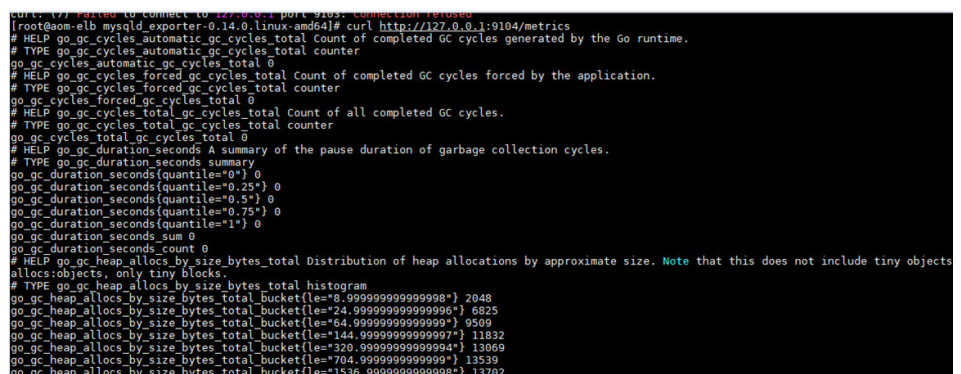 curl: (7) Failed to connect to 127.0.0.1 port 9103: Connection refused
[root@aom-elb mysqld_exporter-0.14.0.linux-amd64]# curl http://127.0.0.1:9104/metrics
# HELP go_gc_cycles_automatic_gc_cycles_total Count of completed GC cycles generated by the Go runtime.
# TYPE go_gc_cycles_automatic_gc_cycles_total counter
go_gc_cycles_automatic_gc_cycles_total 0
# HELP go_gc_cycles_forced_gc_cycles_total Count of completed GC cycles forced by the application.
# TYPE go_gc_cycles_forced_gc_cycles_total counter
go_gc_cycles_forced_gc_cycles_total 0
# HELP go_gc_cycles_total_gc_cycles_total Count of all completed GC cycles.
# TYPE go_gc_cycles_total_gc_cycles_total counter
go_gc_cycles_total_gc_cycles_total 0
# HELP go_gc_duration_seconds A summary of the pause duration of garbage collection cycles.
# TYPE go_gc_duration_seconds summary
go_gc_duration_seconds{quantile="0"} 0
go_gc_duration_seconds{quantile="0.25"} 0
go_gc_duration_seconds{quantile="0.5"} 0
go_gc_duration_seconds{quantile="0.75"} 0
go_gc_duration_seconds{quantile="1"} 0
go_gc_duration_seconds_sum 0
go_gc_duration_seconds_count 0
# HELP go_gc_heap_allocs_by_size_bytes_total Distribution of heap allocations by approximate size. Note that this does not include tiny objects
allocs:objects, only tiny blocks.
# TYPE go_gc_heap_allocs_by_size_bytes_total histogram
go_gc_heap_allocs_by_size_bytes_total_bucket{le="8.999999999999998"} 2048
go_gc_heap_allocs_by_size_bytes_total_bucket{le="24.999999999999996"} 6825
go_gc_heap_allocs_by_size_bytes_total_bucket{le="64.99999999999999"} 9509
go_gc_heap_allocs_by_size_bytes_total_bucket{le="144.99999999999997"} 11832
go_gc_heap_allocs_by_size_bytes_total_bucket{le="320.99999999999994"} 13069
go_gc_heap_allocs_by_size_bytes_total_bucket{le="704.9999999999999"} 13539
go_gc_heap_allocs_by_size_bytes_total_bucket{le="1536.9999999999998"} 13702